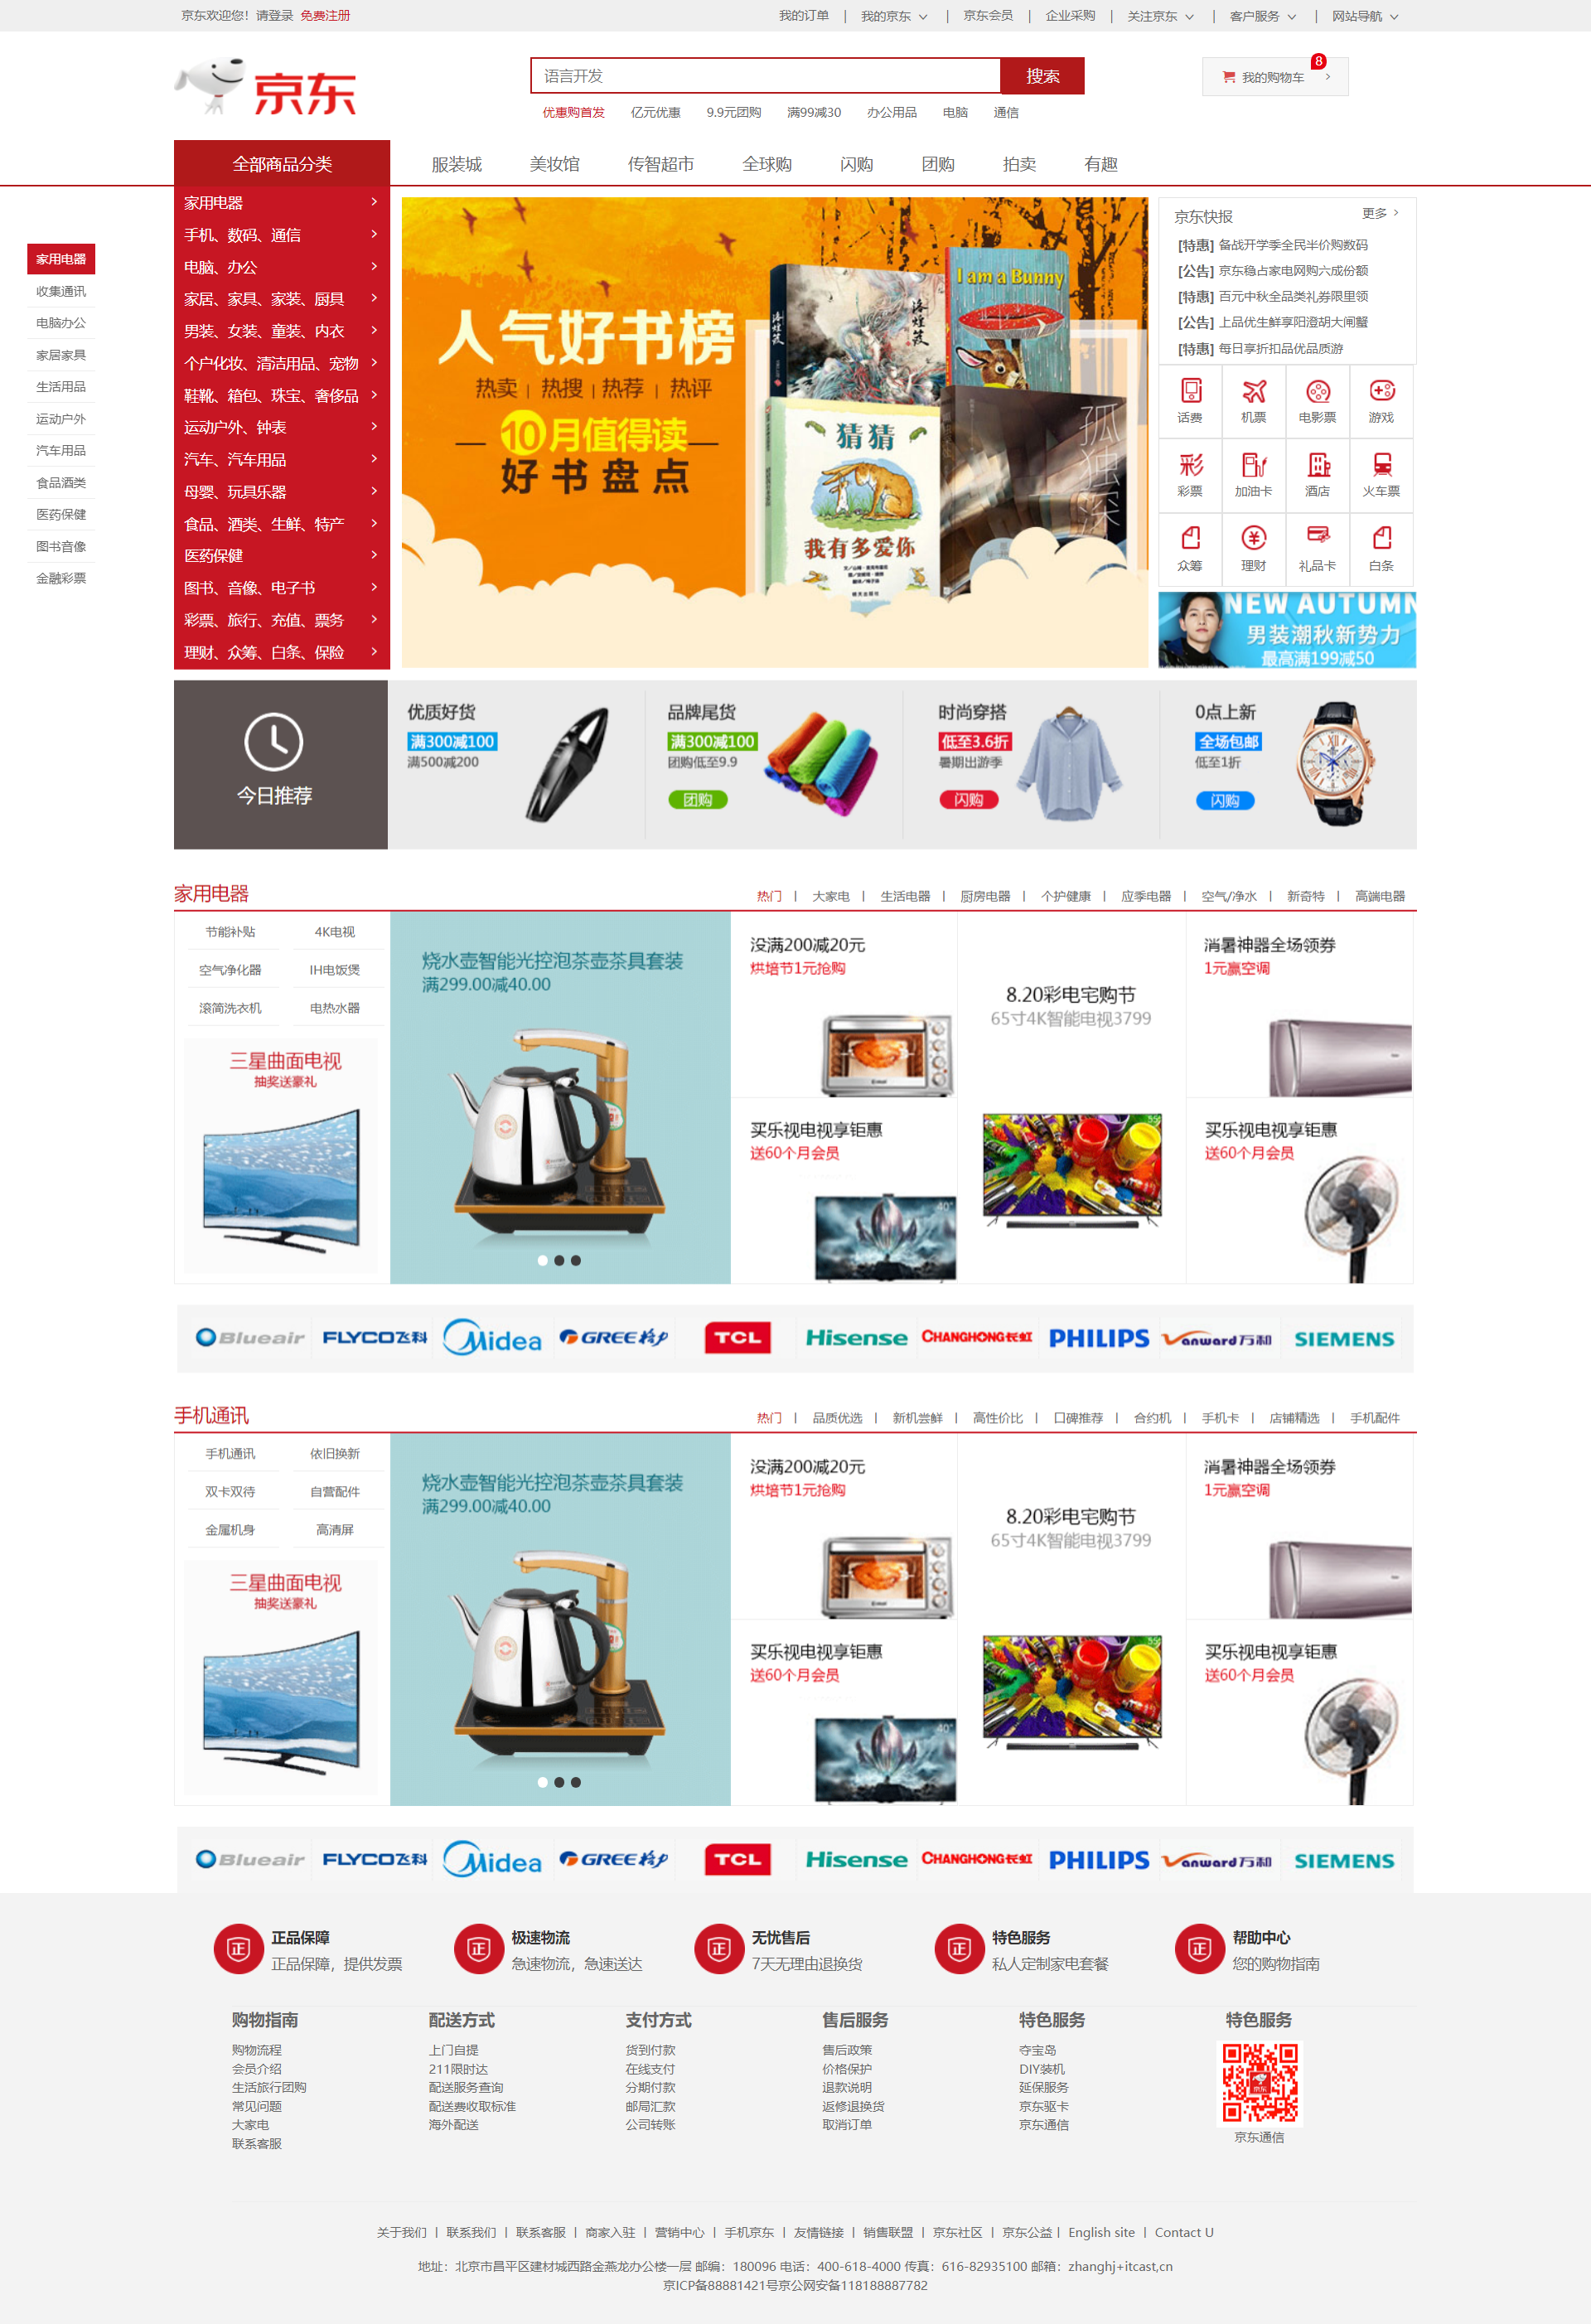 京东欢迎您！请登录 免费注册
我的订单 | 我的京东 | 京东会员 | 企业采购 | 关注京东 | 客户服务 | 网站导航
京东
语言开发 搜索
8
我的购物车
优惠购首发 亿元优惠 9.9元团购 满99减30 办公用品 电脑 通信
全部商品分类 服装城 美妆馆 传智超市 全球购 闪购 团购 拍卖 有趣
家用电器
收集通讯
电脑办公
家居家具
生活用品
运动户外
汽车用品
食品酒类
医药保健
图书音像
金融彩票
家用电器
手机、数码、通信
电脑、办公
家居、家具、家装、厨具
男装、女装、童装、内衣
个户化妆、清洁用品、宠物
鞋靴、箱包、珠宝、奢侈品
运动户外、钟表
汽车、汽车用品
母婴、玩具乐器
食品、酒类、生鲜、特产
医药保健
图书、音像、电子书
彩票、旅行、充值、票务
理财、众筹、白条、保险
人气好书榜
热卖 | 热搜 | 热荐 | 热评
10月值得读
好书盘点
洛煌笈
洛煌笈
I am a Bunny
猜猜
我有多爱你
孤独深
京东快报 更多
[特惠] 备战开学季全民半价购数码
[公告] 京东稳占家电网购六成份额
[特惠] 百元中秋全品类礼券限里领
[公告] 上品优生鲜享阳澄胡大闸蟹
[特惠] 每日享折扣品优品质游
话费 机票 电影票 游戏
彩票 加油卡 酒店 火车票
众筹 理财 礼品卡 白条
NEW AUTUMN
男装潮秋新势力
最高满199减50
今日推荐
优质好货
满300减100
满500减200
品牌尾货
满300减100
团购低至9.9
团购
时尚穿搭
低至3.6折
暑期出游季
闪购
0点上新
全场包邮
低至1折
闪购
家用电器 热门 | 大家电 | 生活电器 | 厨房电器 | 个护健康 | 应季电器 | 空气/净水 | 新奇特 | 高端电器
节能补贴 4K电视
空气净化器 IH电饭煲
滚简洗衣机 电热水器
三星曲面电视
抽奖送豪礼
烧水壶智能光控泡茶壶茶具套装
满299.00减40.00
没满200减20元
烘培节1元抢购
8.20彩电宅购节
65寸4K智能电视3799
消暑神器全场领券
1元赢空调
买乐视电视享钜惠
送60个月会员
40"
55"
买乐视电视享钜惠
送60个月会员
Blueair FLYCO飞科 Midea GREE格力 TCL Hisense CHANGHONG长虹 PHILIPS Vanward万和 SIEMENS
手机通讯 热门 | 品质优选 | 新机尝鲜 | 高性价比 | 口碑推荐 | 合约机 | 手机卡 | 店铺精选 | 手机配件
手机通讯 依旧换新
双卡双待 自营配件
金属机身 高清屏
三星曲面电视
抽奖送豪礼
烧水壶智能光控泡茶壶茶具套装
满299.00减40.00
没满200减20元
烘培节1元抢购
8.20彩电宅购节
65寸4K智能电视3799
消暑神器全场领券
1元赢空调
买乐视电视享钜惠
送60个月会员
40"
55"
买乐视电视享钜惠
送60个月会员
Blueair FLYCO飞科 Midea GREE格力 TCL Hisense CHANGHONG长虹 PHILIPS Vanward万和 SIEMENS
正 正品保障
正品保障，提供发票
正 极速物流
急速物流，急速送达
正 无忧售后
7天无理由退换货
正 特色服务
私人定制家电套餐
正 帮助中心
您的购物指南
购物指南
购物流程
会员介绍
生活旅行团购
常见问题
大家电
联系客服
配送方式
上门自提
211限时达
配送服务查询
配送费收取标准
海外配送
支付方式
货到付款
在线支付
分期付款
邮局汇款
公司转账
售后服务
售后政策
价格保护
退款说明
返修退换货
取消订单
特色服务
夺宝岛
DIY装机
延保服务
京东驱卡
京东通信
特色服务
京东
京东通信
关于我们 | 联系我们 | 联系客服 | 商家入驻 | 营销中心 | 手机京东 | 友情链接 | 销售联盟 | 京东社区 | 京东公益 | English site | Contact U
地址：北京市昌平区建材城西路金燕龙办公楼一层 邮编：180096 电话：400-618-4000 传真：616-82935100 邮箱：zhanghj+itcast,cn
京ICP备88881421号京公网安备118188887782